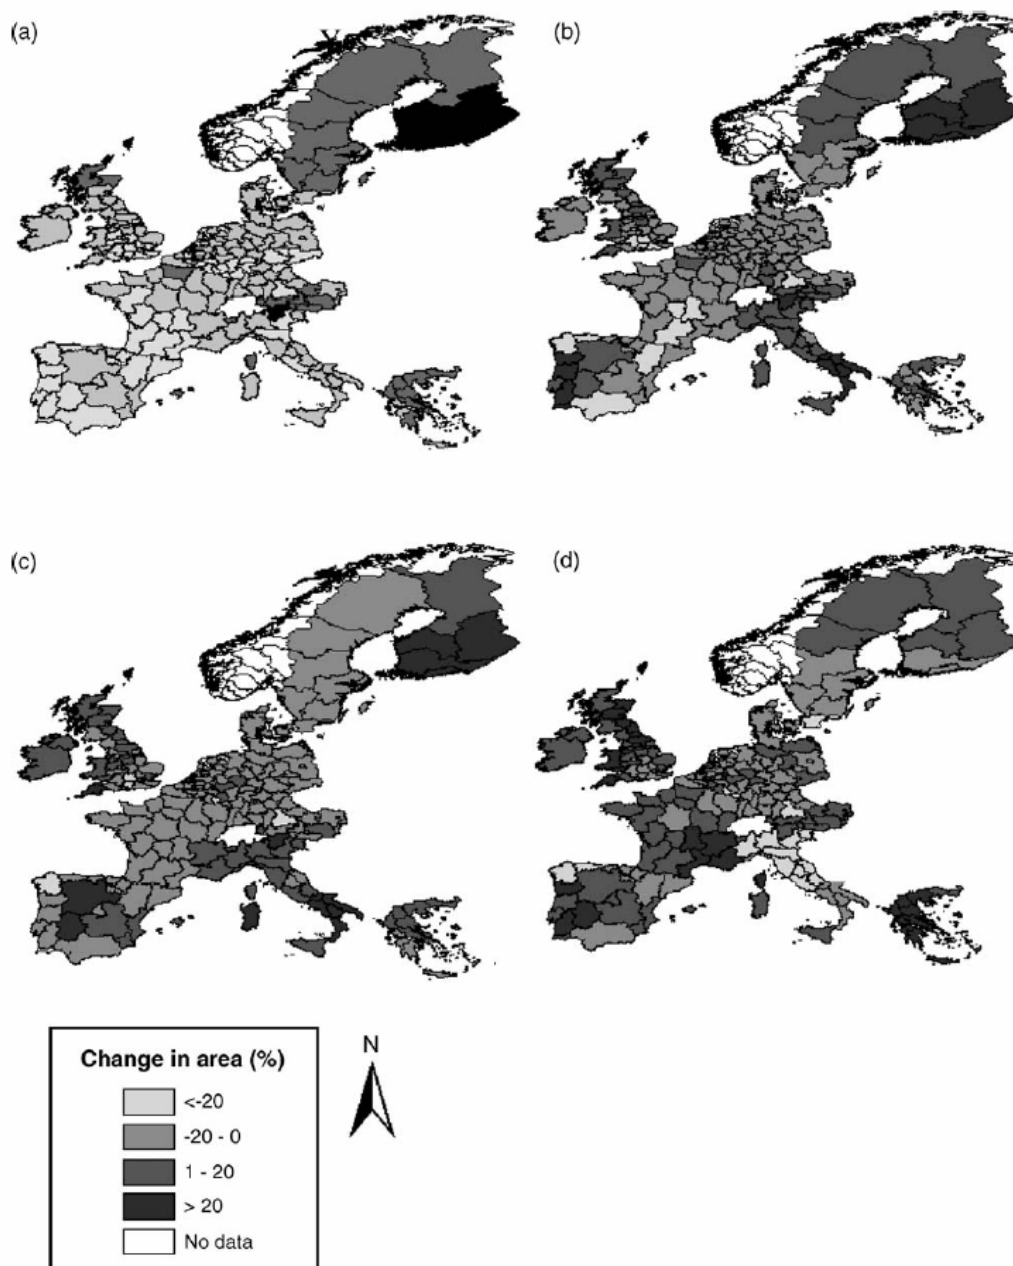 (a)
(b)
(c)
(d)
Change in area (%)
<-20
-20 - 0
1 - 20
> 20
No data
N